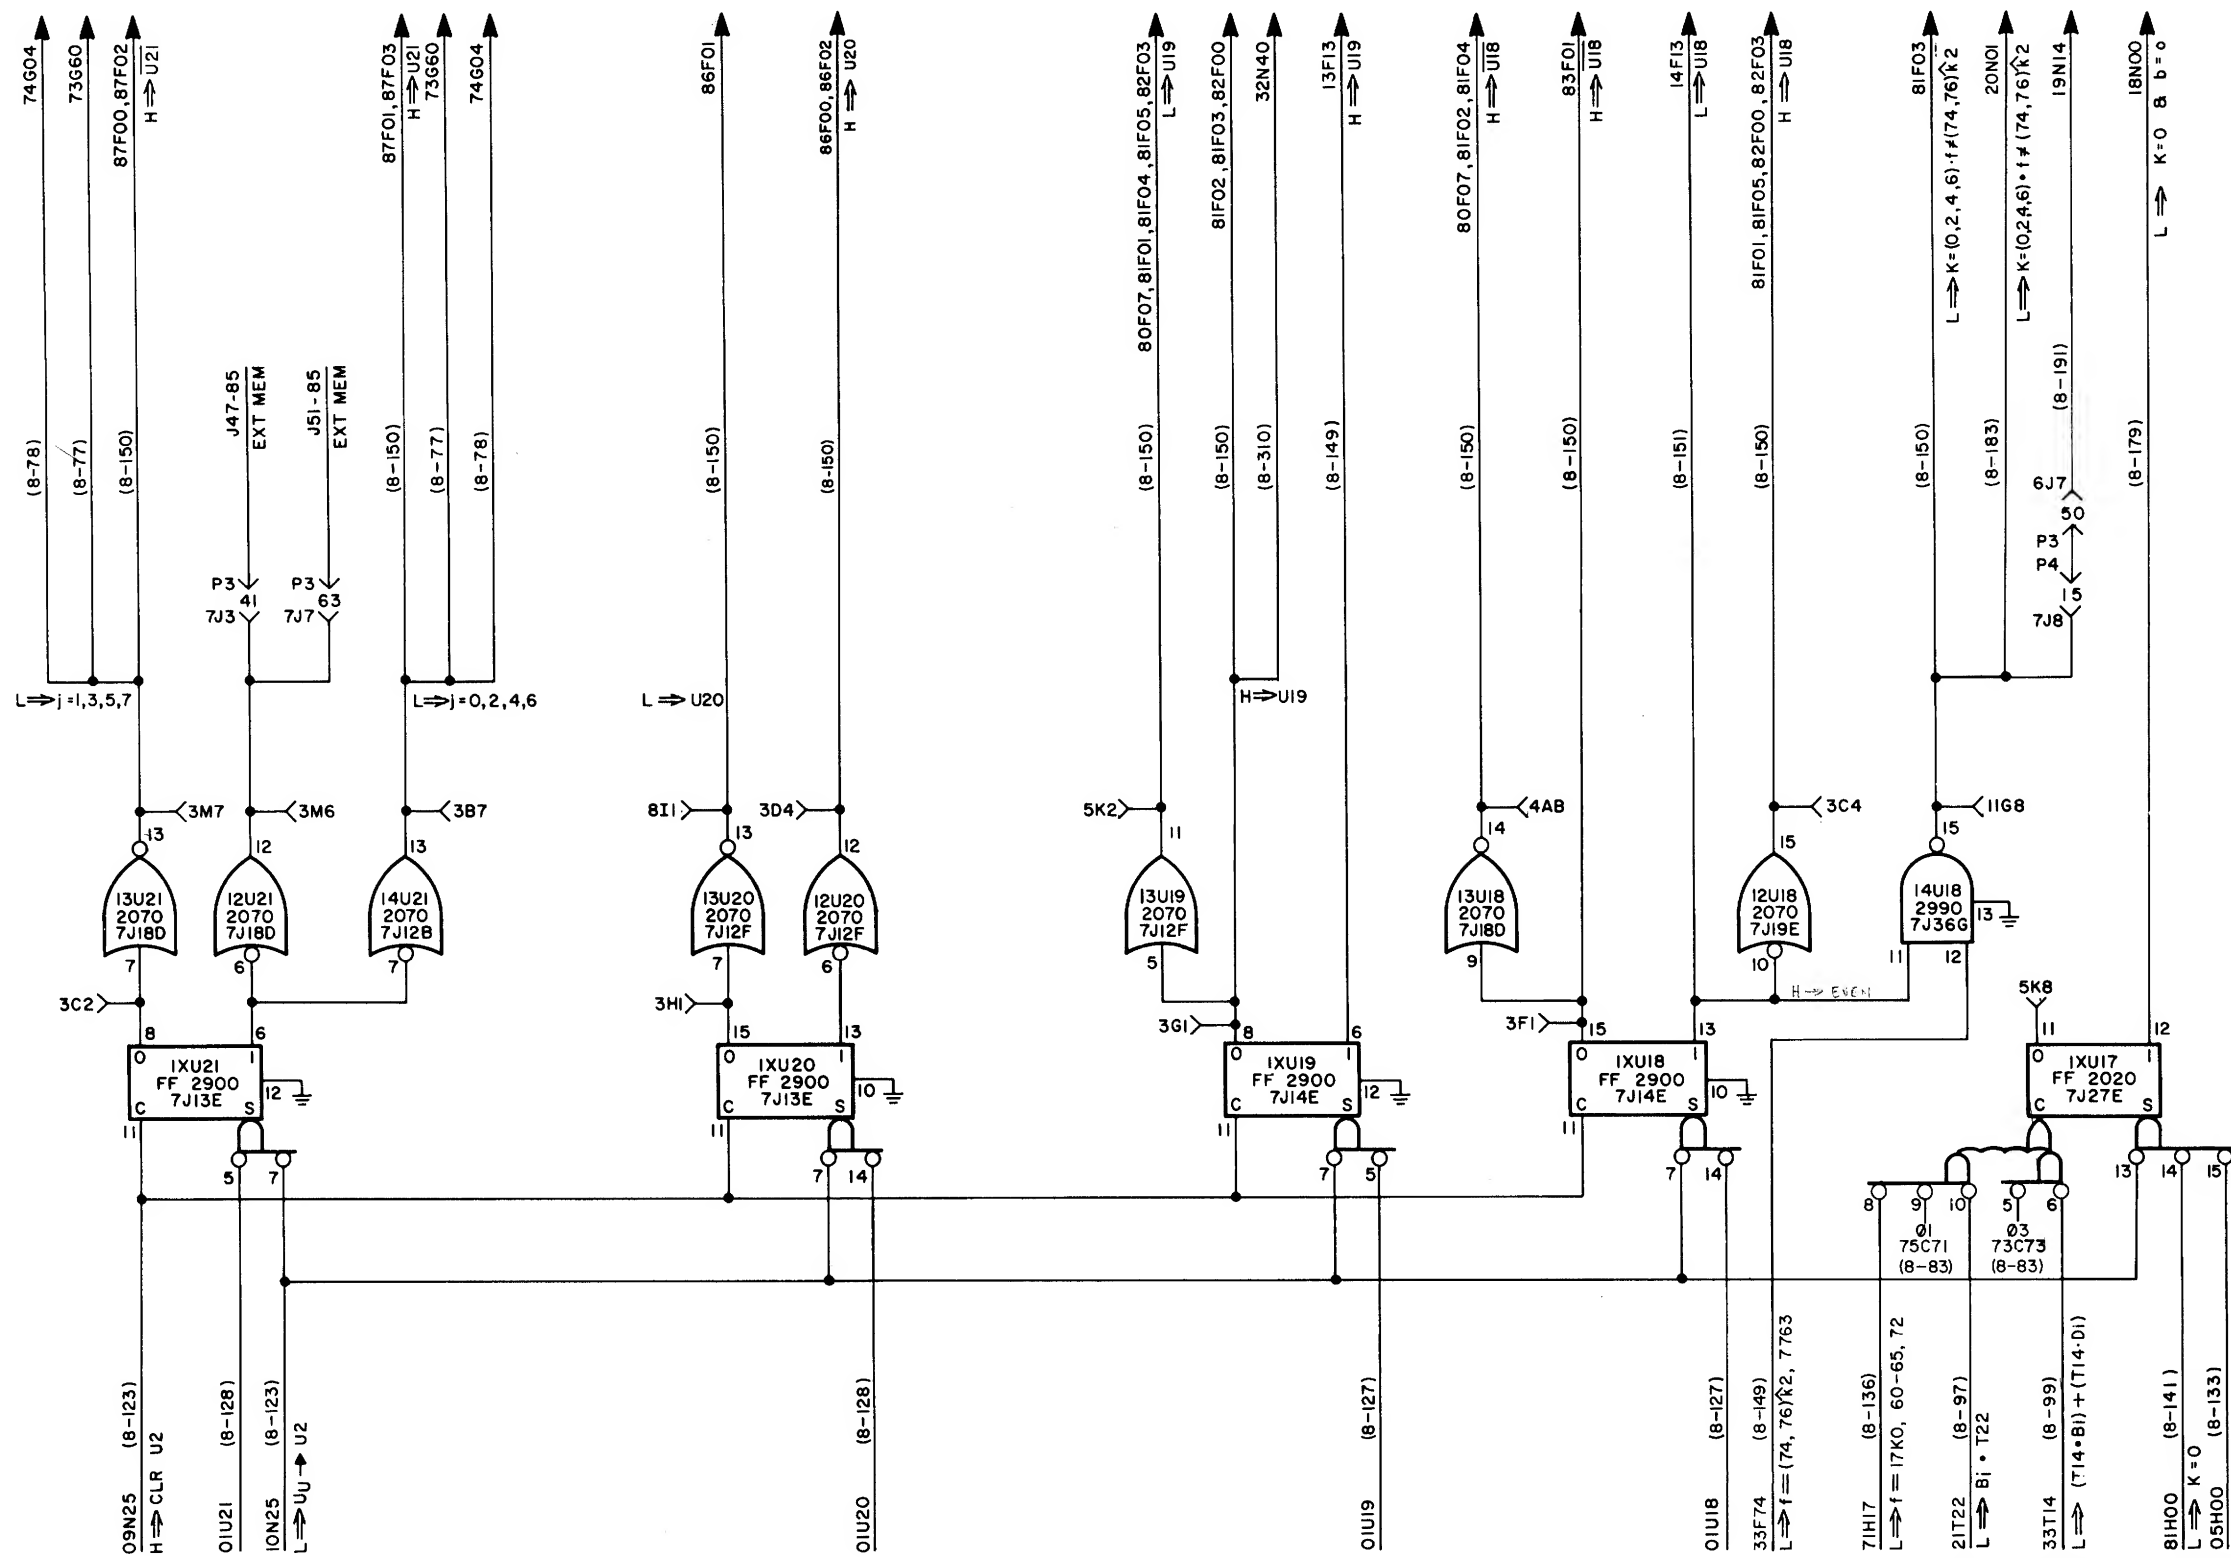 74G04
73G60
87F00, 87F02
H⇒U21
87F01, 87F03
H⇒U21
73G60
74G04
86F01
86F00, 86F02
H⇒U20
80F07, 81F01, 81F04, 81F05, 82F03
L⇒U19
81F02, 81F03, 82F00
32N40
13F13
H⇒U19
80F07, 81F02, 81F04
H⇒U18
83F01
H⇒U18
14F13
L⇒U18
81F01, 81F05, 82F00, 82F03
H⇒U18
81F03
L⇒K=(0,2,4,6)·f≠(74,76)k̂2
20N01
L⇒K=(0,2,4,6)•f≠(74,76)k̂2
19N14
18N00
L⇒ K=0 & b=0
J47-85
EXT MEM
J51-85
EXT MEM
(8-78)
(8-77)
(8-150)
(8-150)
(8-77)
(8-78)
(8-150)
(8-150)
(8-150)
(8-150)
(8-310)
(8-149)
(8-150)
(8-150)
(8-151)
(8-150)
(8-150)
(8-183)
(8-191)
(8-179)
6J7
50
P3
P4
15
7J8
P3
41
7J3
P3
63
7J7
L⇒j=1,3,5,7
L⇒j=0,2,4,6
L⇒U20
H⇒U19
3M7
3M6
3B7
8I1
3D4
5K2
4AB
3C4
11G8
13
12
13
13
12
11
14
15
15
13U21
2070
7J18D
12U21
2070
7J18D
14U21
2070
7J12B
13U20
2070
7J12F
12U20
2070
7J12F
13U19
2070
7J12F
13U18
2070
7J18D
12U18
2070
7J19E
14U18
2990
7J36G
13
7
6
7
7
6
5
9
10
11
12
H→EVEN
3C2
3H1
3G1
3F1
5K8
8
6
15
13
8
6
15
13
11
12
0
1
1XU21
FF 2900
7J13E
C
S
12
0
1
1XU20
FF 2900
7J13E
C
S
10
0
1
1XU19
FF 2900
7J14E
C
S
12
0
1
1XU18
FF 2900
7J14E
C
S
10
0
1
1XU17
FF 2020
7J27E
C
S
11
5
7
11
7
14
11
7
5
11
7
14
13
14
15
8
9
10
5
6
Ø1
75C71
(8-83)
Ø3
73C73
(8-83)
09N25 (8-123)
H⇒CLR U2
01U21 (8-128)
10N25 (8-123)
L⇒Uu→U2
01U20 (8-128)
01U19 (8-127)
01U18 (8-127)
33F74 (8-149)
L⇒f=(74,76)k̂2, 7763
71H17 (8-136)
L⇒f=17K0, 60-65, 72
21T22 (8-97)
L⇒ Bi•T22
33T14 (8-99)
L⇒ (T14•Bi)+(T14·Di)
81H00 (8-141)
L⇒ K=0
05H00 (8-133)